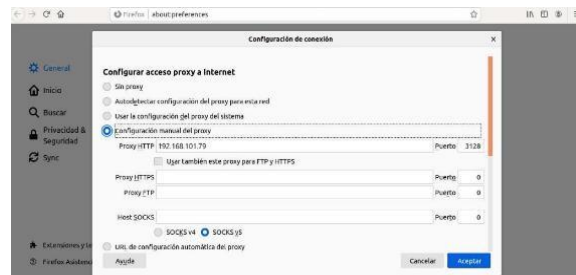 Firefox about:preferences
Configuración de conexión
General
Inicio
Buscar
Privacidad &
Seguridad
Sync
Extensiones y
Firefox
Configurar acceso proxy a Internet
Sin proxy
Autodetectar configuración del proxy para esta red
Usar la configuración del proxy del sistema
Configuración manual del proxy
Proxy HTTP 192.168.101.79 Puerto 3128
Usar también este proxy para FTP y HTTPS
Proxy HTTPS Puerto 0
Proxy FTP Puerto 0
Host SOCKS Puerto 0
SOCKS v4 SOCKS v5
URL de configuración automática del proxy
Ayuda Cancelar Aceptar